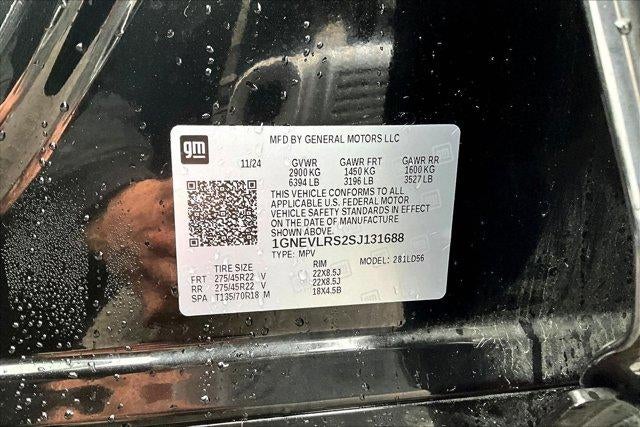 gm
MFD BY GENERAL MOTORS LLC
11/24 GVWR GAWR FRT GAWR RR
2900 KG 1450 KG 1600 KG
6394 LB 3196 LB 3527 LB
THIS VEHICLE CONFORMS TO ALL
APPLICABLE U.S. FEDERAL MOTOR
VEHICLE SAFETY STANDARDS IN EFFECT
ON THE DATE OF MANUFACTURE
SHOWN ABOVE.
1GNEVLRS2SJ131688
TYPE: MPV MODEL: 281LD56
TIRE SIZE RIM
FRT 275/45R22 V 22X8.5J
RR 275/45R22 V 22X8.5J
SPA T135/70R18 M 18X4.5B